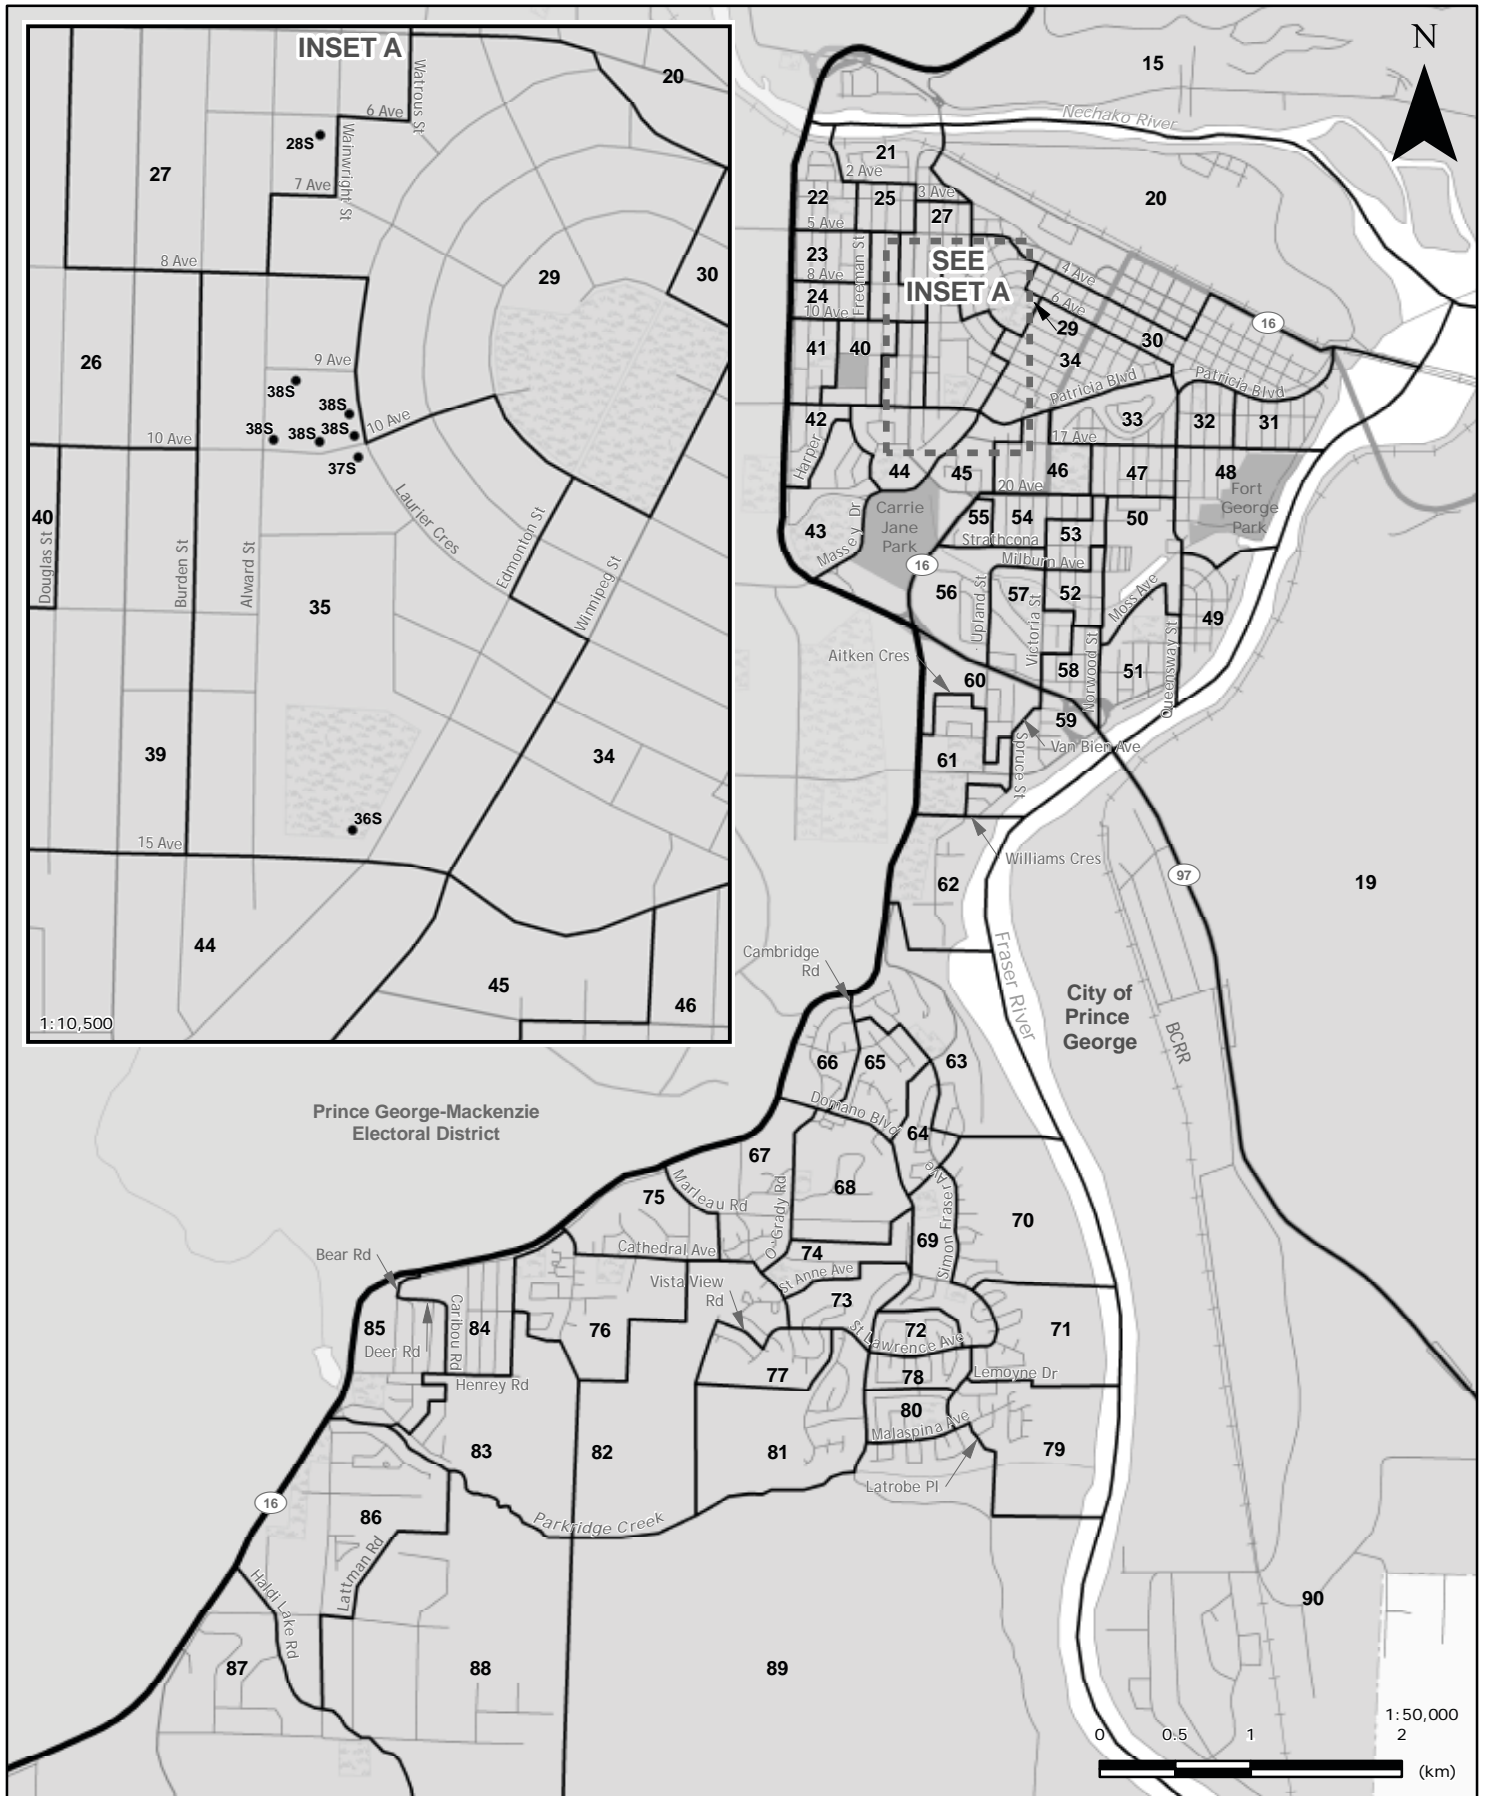 INSET A
20
6 Ave
Watrous St
28S
Wainwright St
27
7 Ave
8 Ave
29
30
26
9 Ave
38S
38S
38S
38S
38S
10 Ave
10 Ave
37S
40
Douglas St
Burden St
Alward St
Laurier Cres
Edmonton St
Winnipeg St
35
39
34
36S
15 Ave
44
45
46
1:10,500
N
15
Nechako River
21
2 Ave
22
25
3 Ave
20
27
5 Ave
23
Freeman St
SEE
INSET A
8 Ave
24
10 Ave
4 Ave
6 Ave
29
16
30
41
40
34
Patricia Blvd
Patricia Blvd
42
33
32
31
17 Ave
Harper
44
45
46
47
48
20 Ave
Fort
George
Park
Carrie
Jane
Park
43
Massey Dr
55
54
53
50
Strathcona
Milburn Ave
16
56
57
52
Upland St
Victoria St
Moss Ave
49
Aitken Cres
60
58
Norwood St
51
Queensway St
59
Van Bien Ave
61
Spruce St
Williams Cres
62
97
19
Cambridge
Rd
Fraser River
City of
Prince
George
BCRR
66
65
63
Prince George-Mackenzie
Electoral District
Domano Blvd
64
67
68
Marleau Rd
O-Grady Rd
75
Simon Fraser Ave
70
69
Cathedral Ave
74
Bear Rd
Vista View
Rd
St Anne Ave
73
85
Caribou Rd
84
76
72
71
Deer Rd
St Lawrence Ave
77
78
Lemoyne Dr
Henrey Rd
80
Malaspina Ave
83
82
81
79
Latrobe Pl
16
86
Parkridge Creek
Lattman Rd
Haldi Lake Rd
90
87
88
89
1:50,000
0
0.5
1
2
(km)